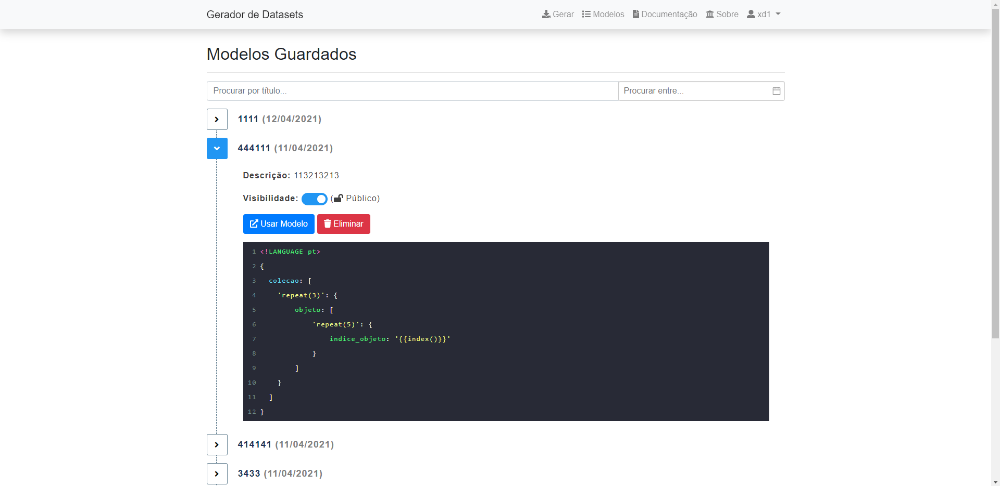 Gerador de Datasets Gerar Modelos Documentação Sobre xd1
Modelos Guardados
Procurar por título... Procurar entre...
1111 (12/04/2021)
444111 (11/04/2021)
Descrição: 113213213
Visibilidade: (Público)
Usar Modelo Eliminar
1 <!LANGUAGE pt>
2 {
3 colecao: [
4 'repeat(3)': {
5 objeto: [
6 'repeat(5)': {
7 indice_objeto: '{{index()}}'
8 }
9 ]
10 }
11 ]
12 }
414141 (11/04/2021)
3433 (11/04/2021)